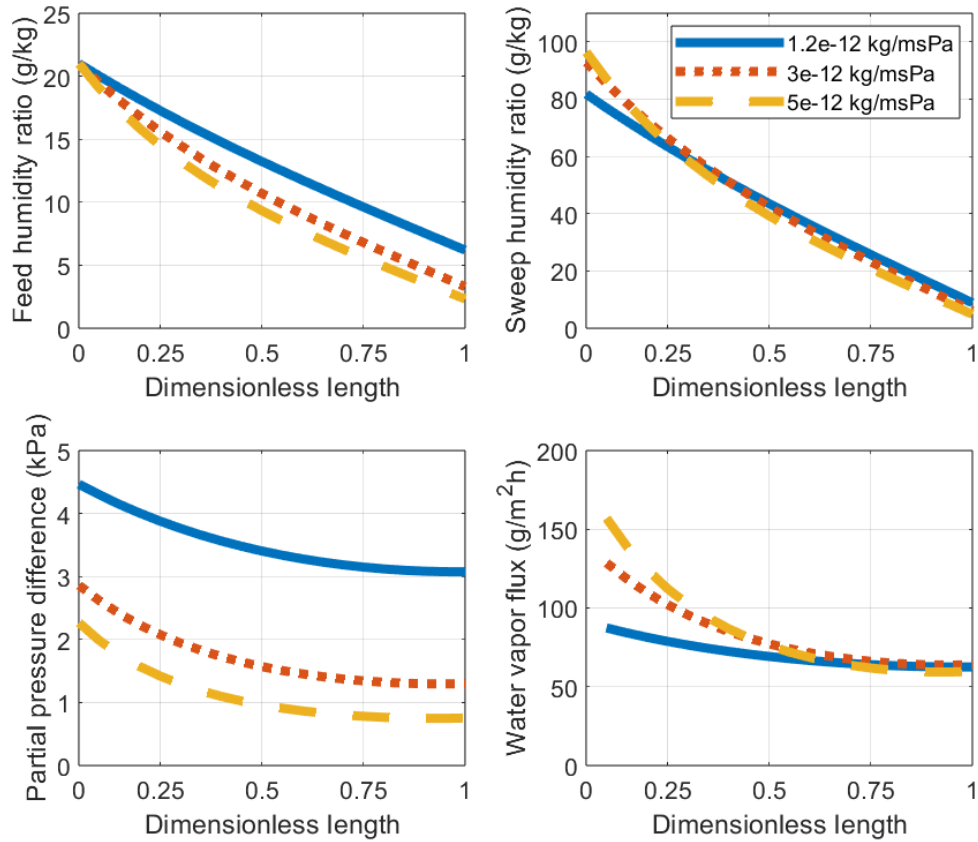 Feed humidity ratio (g/kg)
25
20
15
10
5
0
0 0.25 0.5 0.75 1
Dimensionless length
Sweep humidity ratio (g/kg)
100
80
60
40
20
0
0 0.25 0.5 0.75 1
Dimensionless length
1.2e-12 kg/msPa
3e-12 kg/msPa
5e-12 kg/msPa
Partial pressure difference (kPa)
5
4
3
2
1
0
0 0.25 0.5 0.75 1
Dimensionless length
Water vapor flux (g/m²h)
200
150
100
50
0
0 0.25 0.5 0.75 1
Dimensionless length